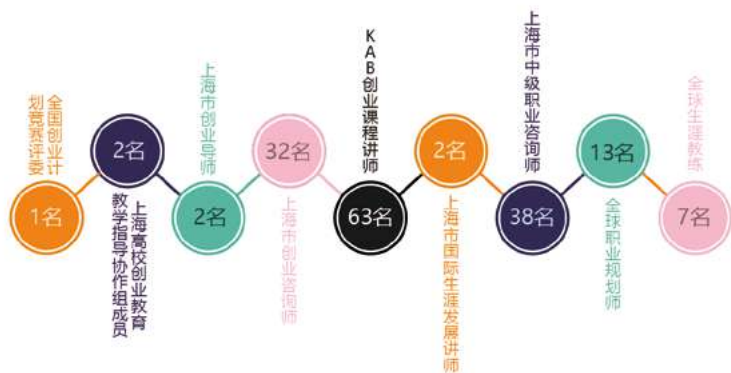 全国创业计
划竞赛评委
1名
2名
上海高校创业教育
教学指导协作组成员
上海市创业导师
2名
32名
上海市创业咨询师
KAB创业课程讲师
63名
2名
上海市国际生涯发展讲师
上海市中级职业咨询师
38名
13名
全球职业规划师
全球生涯教练
7名